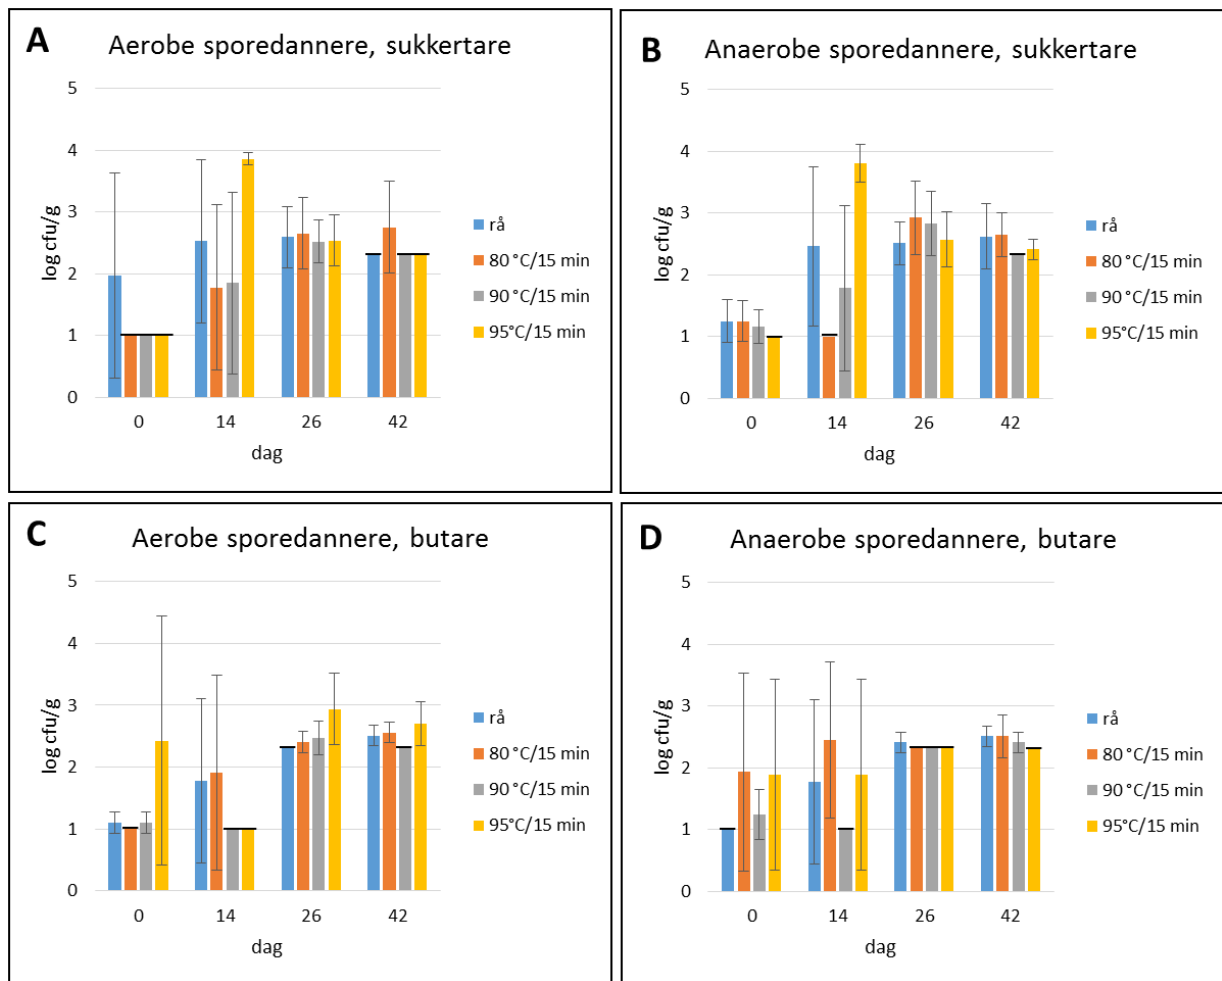 A
Aerobe sporedannere, sukkertare
5
4
3
2
1
0
log cfu/g
0 14 26 42
dag
rå
80 °C/15 min
90 °C/15 min
95°C/15 min
B
Anaerobe sporedannere, sukkertare
5
4
3
2
1
0
log cfu/g
0 14 26 42
dag
rå
80 °C/15 min
90 °C/15 min
95°C/15 min
C
Aerobe sporedannere, butare
5
4
3
2
1
0
log cfu/g
0 14 26 42
dag
rå
80 °C/15 min
90 °C/15 min
95°C/15 min
D
Anaerobe sporedannere, butare
5
4
3
2
1
0
log cfu/g
0 14 26 42
dag
rå
80 °C/15 min
90 °C/15 min
95°C/15 min